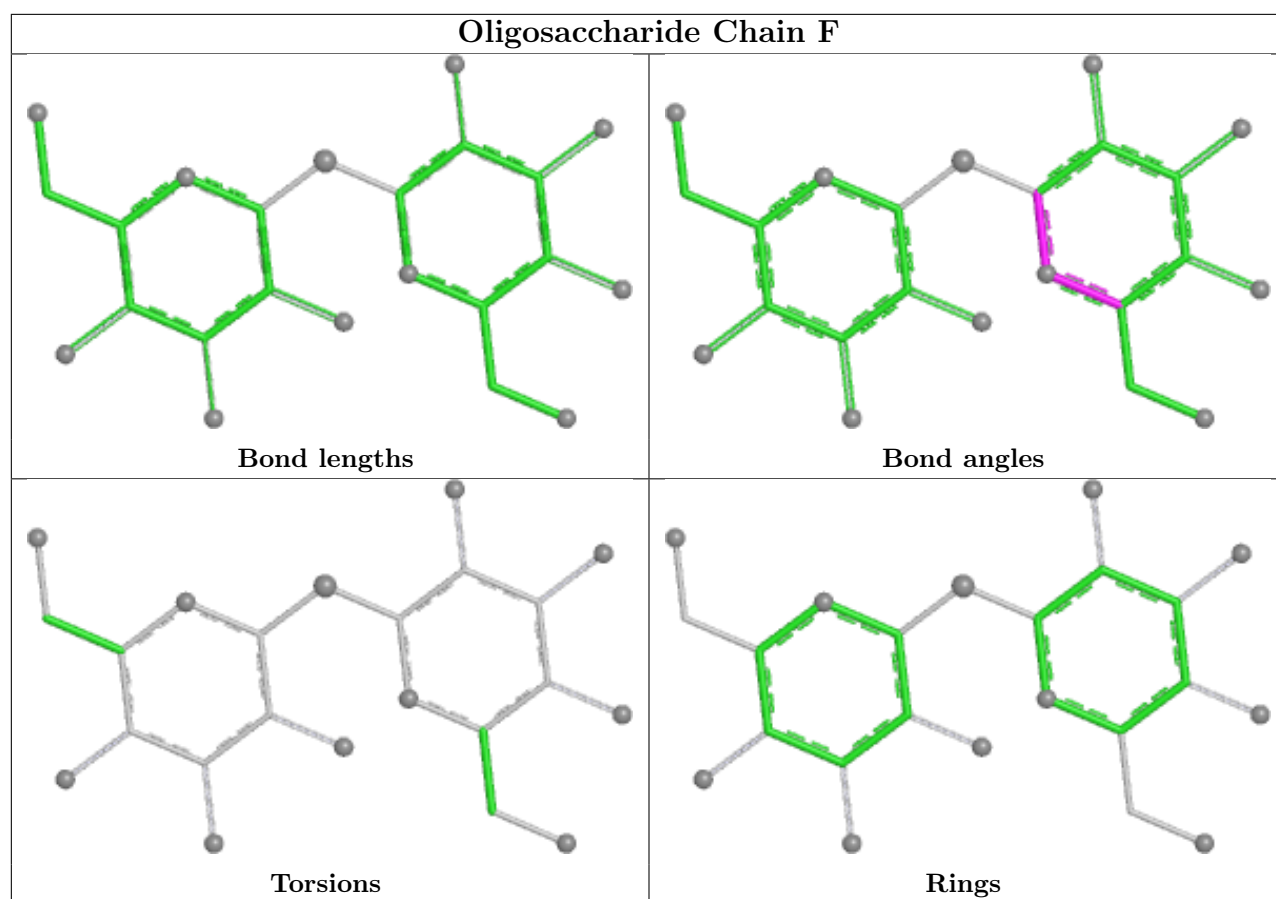 Oligosaccharide Chain F
Bond lengths
Bond angles
Torsions
Rings